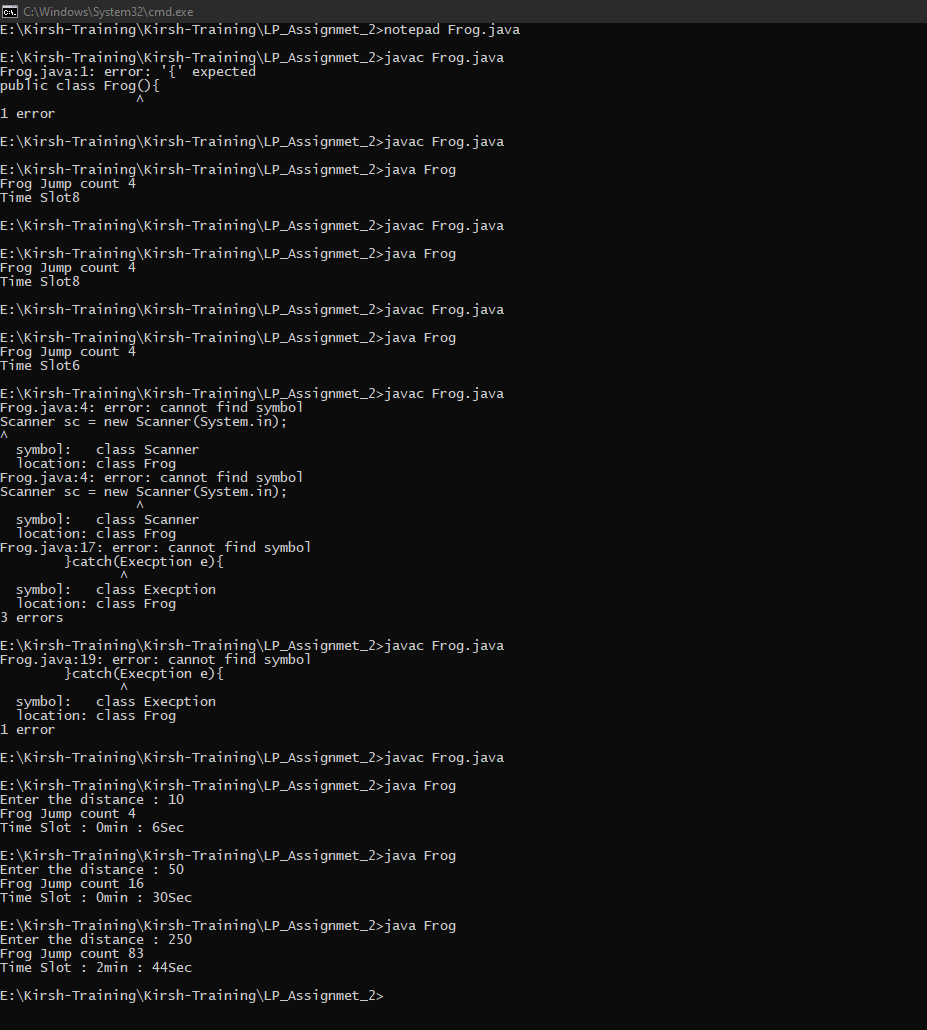 C:\Windows\System32\cmd.exe
E:\Kirsh-Training\Kirsh-Training\LP_Assignmet_2>notepad Frog.java
E:\Kirsh-Training\Kirsh-Training\LP_Assignmet_2>javac Frog.java
Frog.java:1: error: '{' expected
public class Frog(){
^
1 error
E:\Kirsh-Training\Kirsh-Training\LP_Assignmet_2>javac Frog.java
E:\Kirsh-Training\Kirsh-Training\LP_Assignmet_2>java Frog
Frog Jump count 4
Time Slot8
E:\Kirsh-Training\Kirsh-Training\LP_Assignmet_2>javac Frog.java
E:\Kirsh-Training\Kirsh-Training\LP_Assignmet_2>java Frog
Frog Jump count 4
Time Slot8
E:\Kirsh-Training\Kirsh-Training\LP_Assignmet_2>javac Frog.java
E:\Kirsh-Training\Kirsh-Training\LP_Assignmet_2>java Frog
Frog Jump count 4
Time Slot6
E:\Kirsh-Training\Kirsh-Training\LP_Assignmet_2>javac Frog.java
Frog.java:4: error: cannot find symbol
Scanner sc = new Scanner(System.in);
^
symbol:   class Scanner
location: class Frog
Frog.java:4: error: cannot find symbol
Scanner sc = new Scanner(System.in);
^
symbol:   class Scanner
location: class Frog
Frog.java:17: error: cannot find symbol
}catch(Execption e){
^
symbol:   class Execption
location: class Frog
3 errors
E:\Kirsh-Training\Kirsh-Training\LP_Assignmet_2>javac Frog.java
Frog.java:19: error: cannot find symbol
}catch(Execption e){
^
symbol:   class Execption
location: class Frog
1 error
E:\Kirsh-Training\Kirsh-Training\LP_Assignmet_2>javac Frog.java
E:\Kirsh-Training\Kirsh-Training\LP_Assignmet_2>java Frog
Enter the distance : 10
Frog Jump count 4
Time Slot : 0min : 6Sec
E:\Kirsh-Training\Kirsh-Training\LP_Assignmet_2>java Frog
Enter the distance : 50
Frog Jump count 16
Time Slot : 0min : 30Sec
E:\Kirsh-Training\Kirsh-Training\LP_Assignmet_2>java Frog
Enter the distance : 250
Frog Jump count 83
Time Slot : 2min : 44Sec
E:\Kirsh-Training\Kirsh-Training\LP_Assignmet_2>